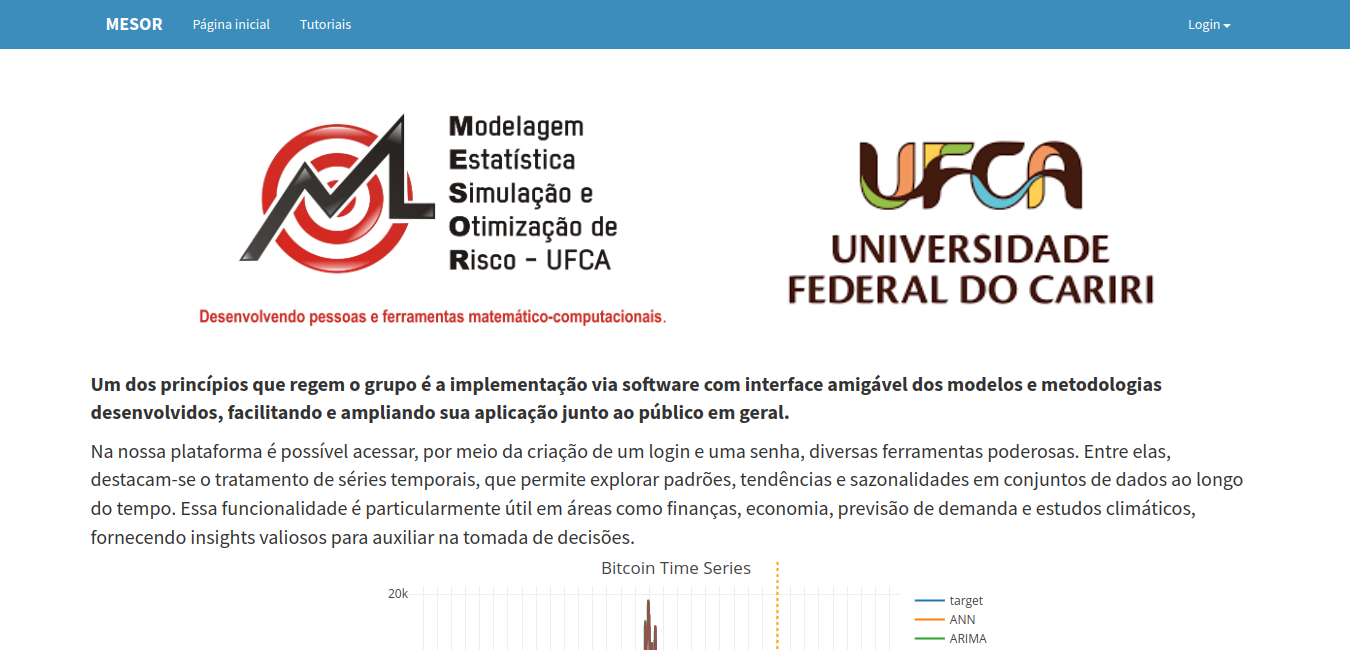 MESOR Página inicial Tutoriais Login
Modelagem
Estatística
Simulação e
Otimização de
Risco - UFCA
Desenvolvendo pessoas e ferramentas matemático-computacionais.
UFCA
UNIVERSIDADE
FEDERAL DO CARIRI
Um dos princípios que regem o grupo é a implementação via software com interface amigável dos modelos e metodologias
desenvolvidos, facilitando e ampliando sua aplicação junto ao público em geral.
Na nossa plataforma é possível acessar, por meio da criação de um login e uma senha, diversas ferramentas poderosas. Entre elas,
destacam-se o tratamento de séries temporais, que permite explorar padrões, tendências e sazonalidades em conjuntos de dados ao longo
do tempo. Essa funcionalidade é particularmente útil em áreas como finanças, economia, previsão de demanda e estudos climáticos,
fornecendo insights valiosos para auxiliar na tomada de decisões.
Bitcoin Time Series
20k
target
ANN
ARIMA